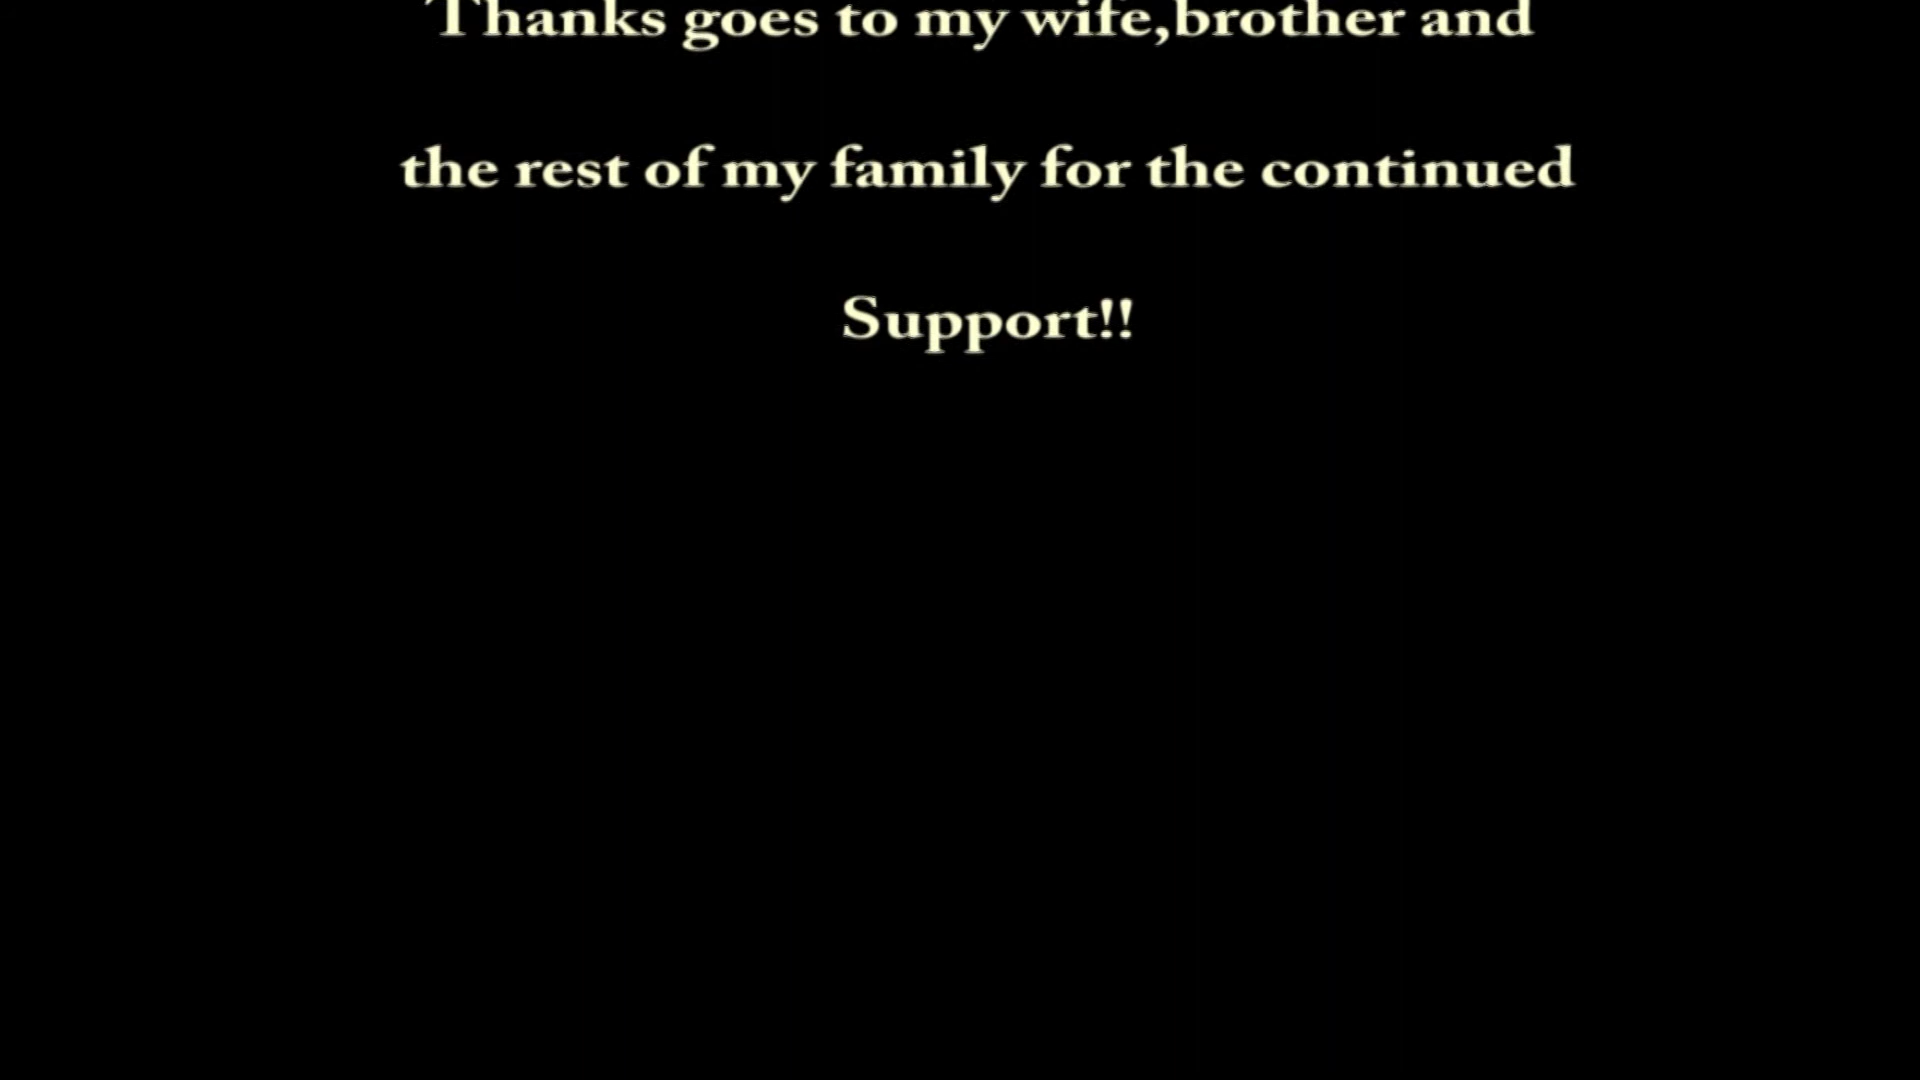 Thanks goes to my wife,brother and
the rest of my family for the continued
Support!!